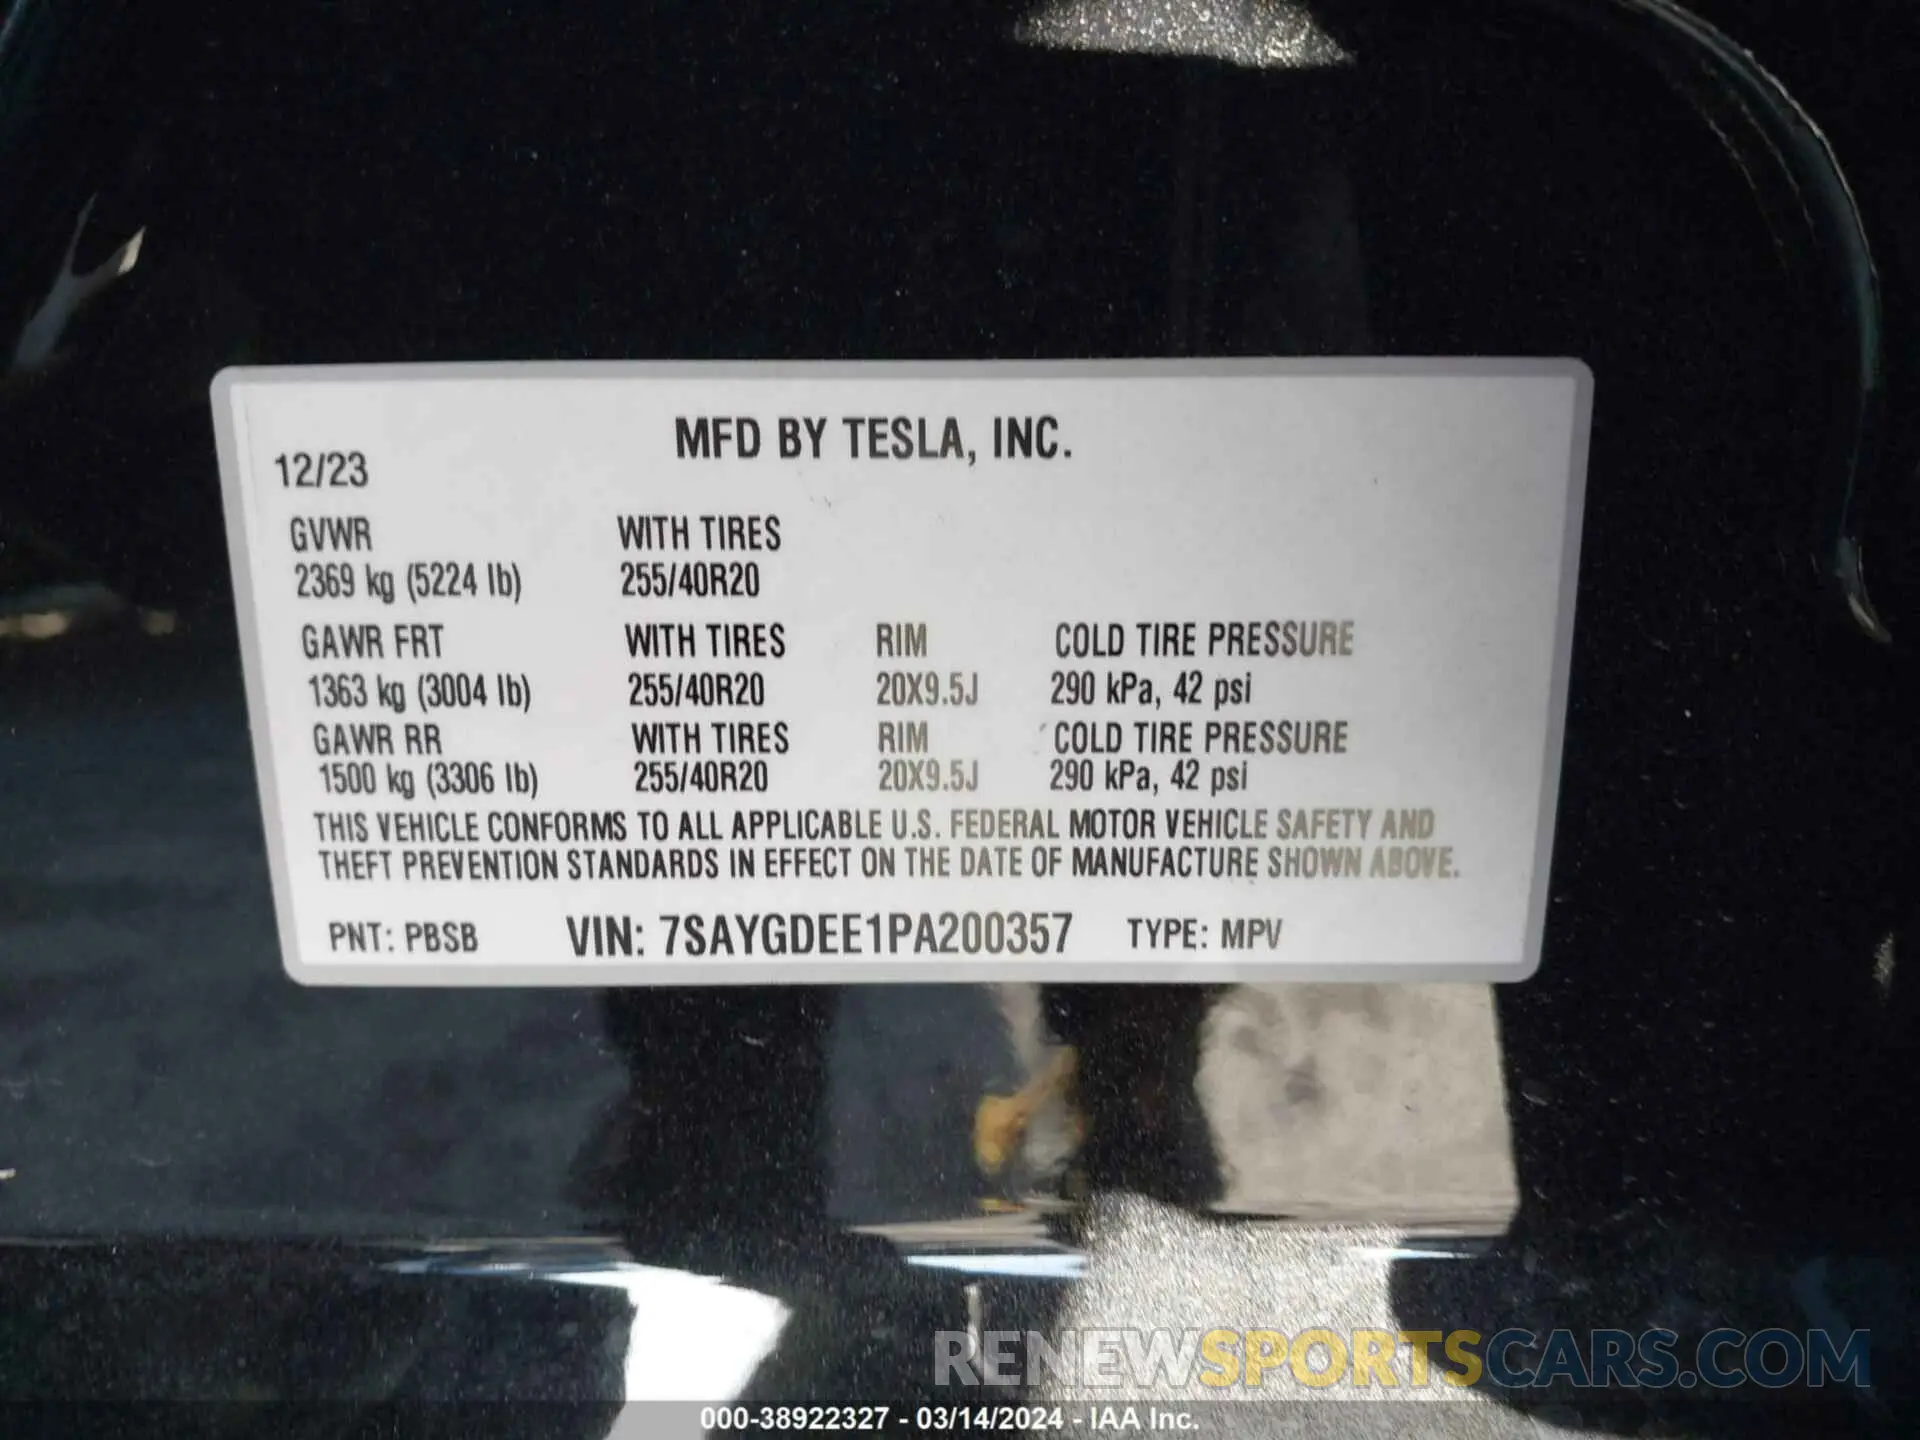 MFD BY TESLA, INC.
12/23
GVWR WITH TIRES
2369 kg (5224 lb) 255/40R20
GAWR FRT WITH TIRES RIM COLD TIRE PRESSURE
1363 kg (3004 lb) 255/40R20 20X9.5J 290 kPa, 42 psi
GAWR RR WITH TIRES RIM COLD TIRE PRESSURE
1500 kg (3306 lb) 255/40R20 20X9.5J 290 kPa, 42 psi
THIS VEHICLE CONFORMS TO ALL APPLICABLE U.S. FEDERAL MOTOR VEHICLE SAFETY AND
THEFT PREVENTION STANDARDS IN EFFECT ON THE DATE OF MANUFACTURE SHOWN ABOVE.
PNT: PBSB VIN: 7SAYGDEE1PA200357 TYPE: MPV
RENEWSPORTSCARS.COM
000-38922327 - 03/14/2024 - IAA Inc.